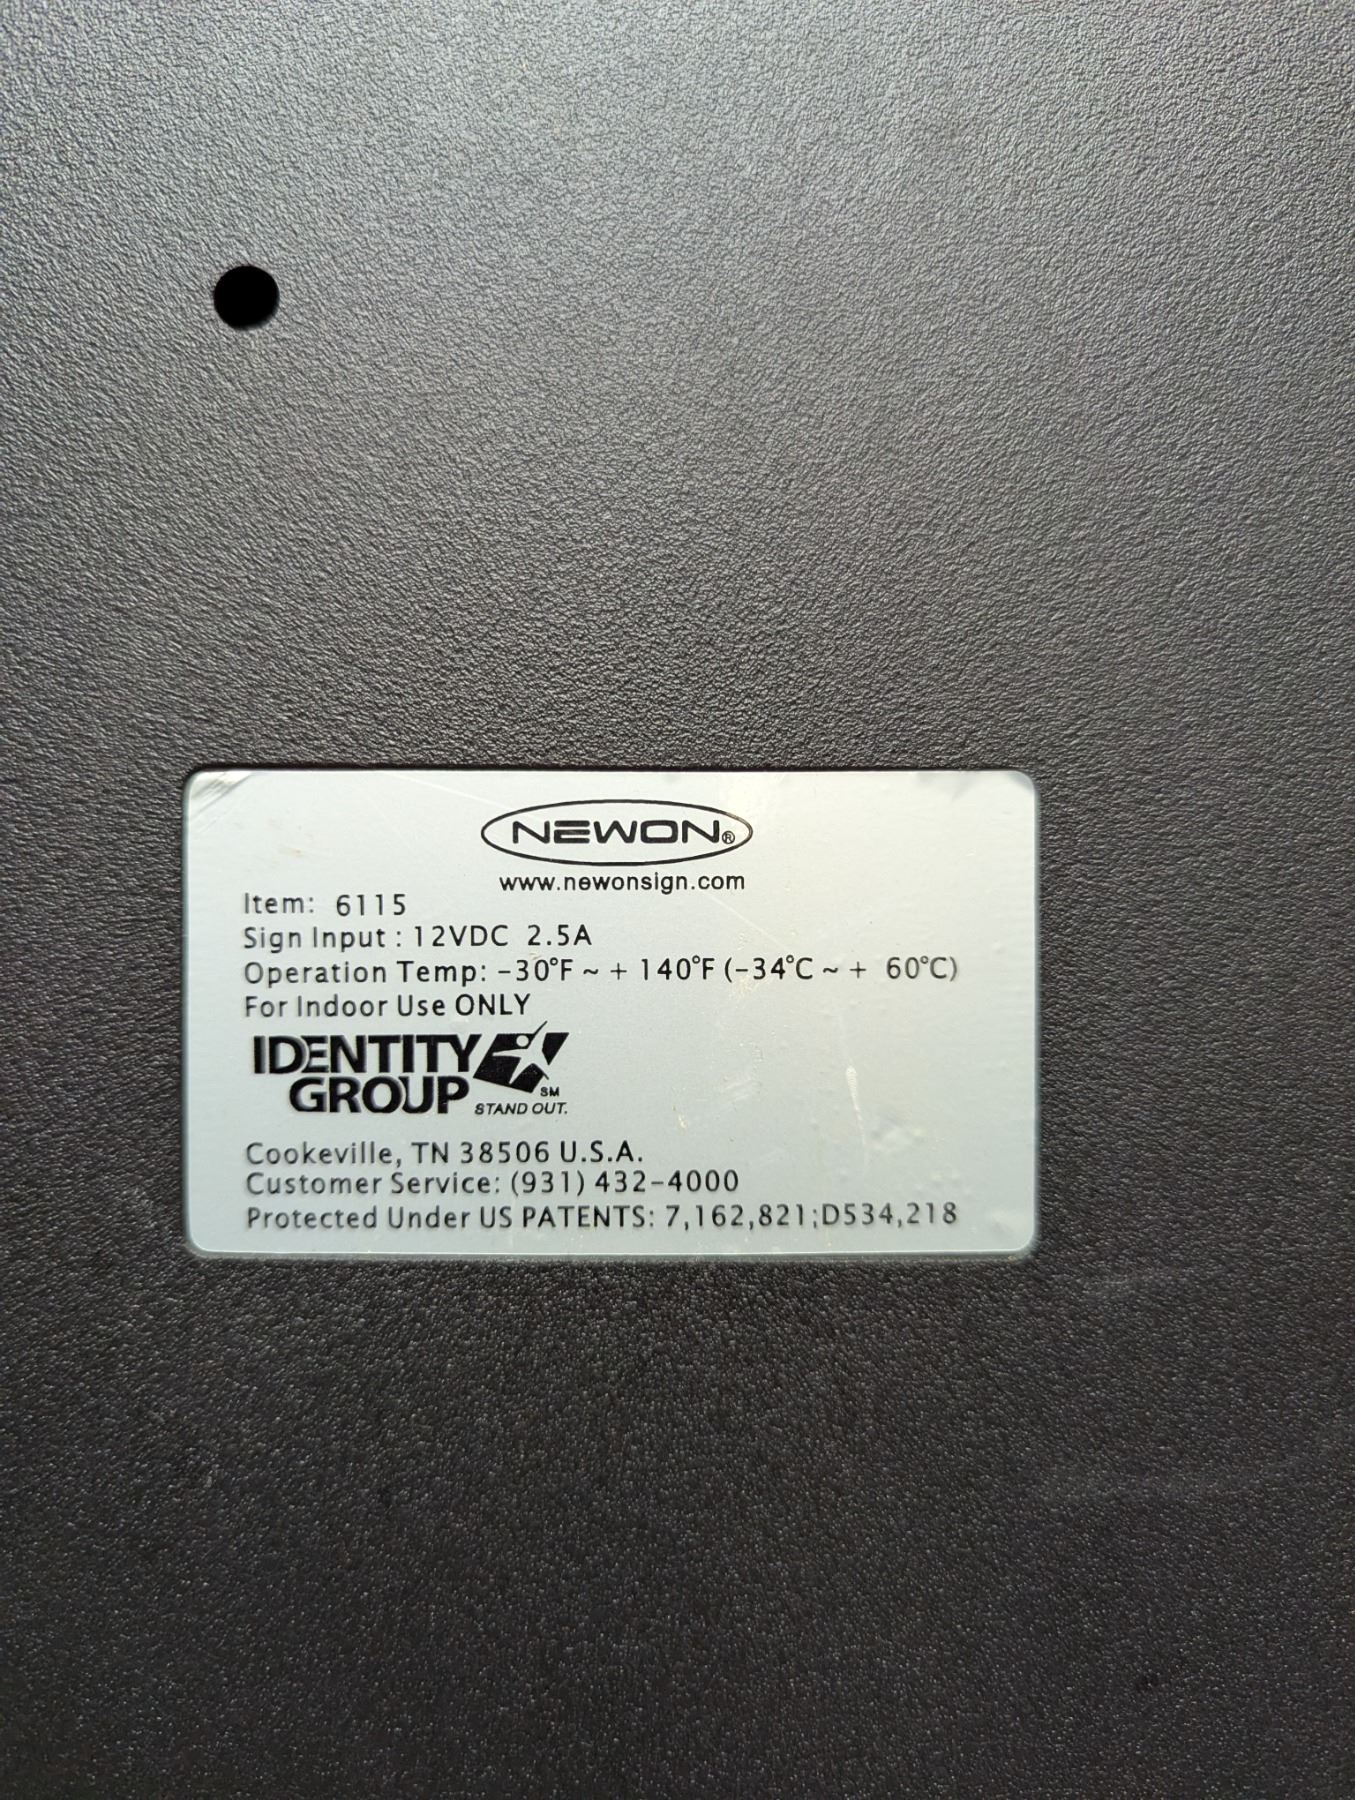 NEWON®
www.newonsign.com
Item: 6115
Sign Input : 12VDC 2.5A
Operation Temp: -30°F ~ + 140°F (-34°C ~ + 60°C)
For Indoor Use ONLY
IDENTITY
GROUP SM
STAND OUT.
Cookeville, TN 38506 U.S.A.
Customer Service: (931) 432-4000
Protected Under US PATENTS: 7,162,821;D534,218